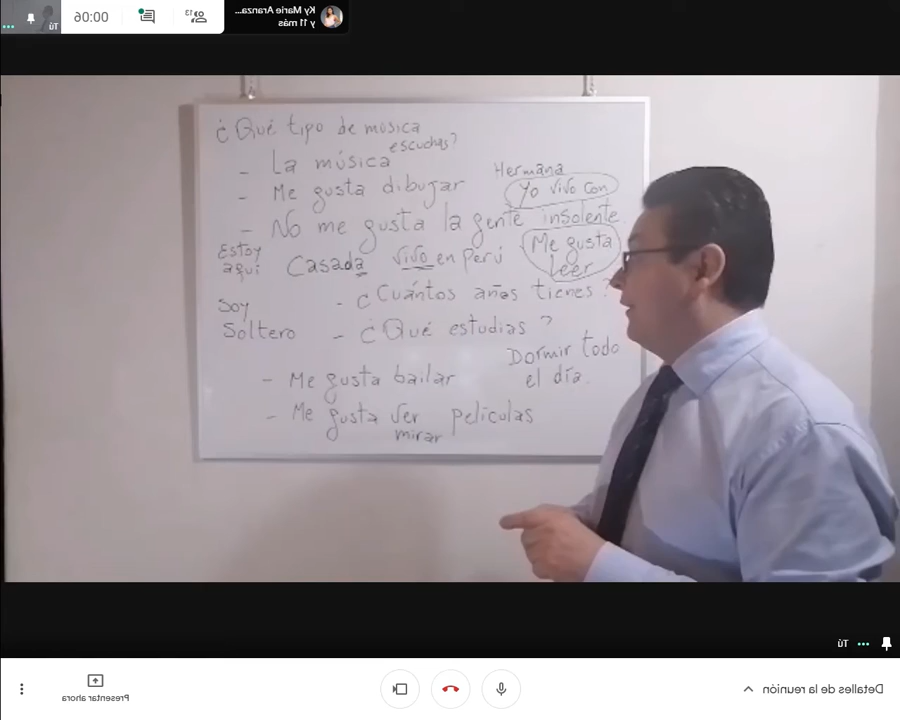 Ky Marie Aranza...
y 11 más
13
06:00
Tú
¿Qué tipo de música
escuchas?
- La música
- Me gusta dibujar
Hermana
Yo vivo con
- No me gusta la gente insolente
Estoy
aquí
Casada vivo en Perú
Me gusta
Leer
- ¿Cuántos años tienes?
Soy
Soltero
- ¿Qué estudias?
Dormir todo
el día.
- Me gusta bailar
- Me gusta ver películas
mirar
Tú
Presentar ahora
Detalles de la reunión